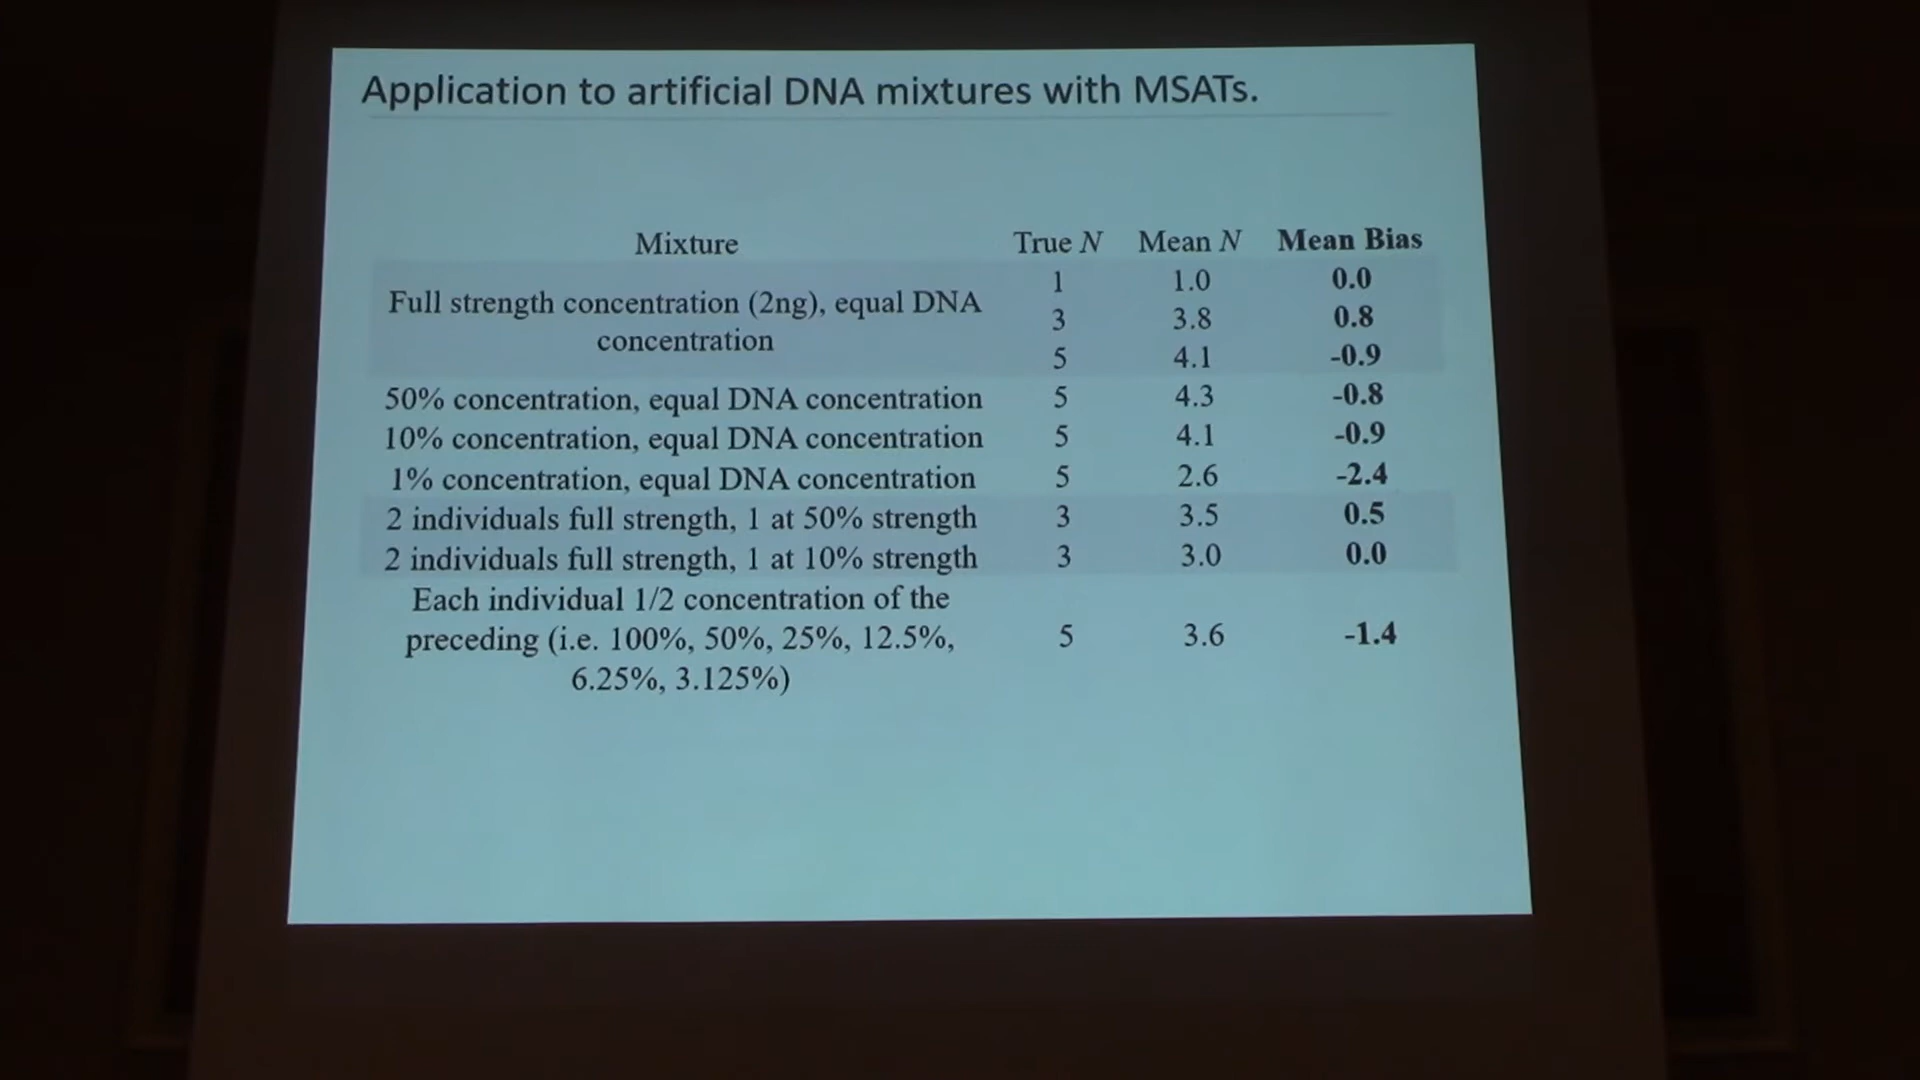 Application to artificial DNA mixtures with MSATs.
Mixture True N Mean N Mean Bias
Full strength concentration (2ng), equal DNA
concentration
1 1.0 0.0
3 3.8 0.8
5 4.1 -0.9
50% concentration, equal DNA concentration 5 4.3 -0.8
10% concentration, equal DNA concentration 5 4.1 -0.9
1% concentration, equal DNA concentration 5 2.6 -2.4
2 individuals full strength, 1 at 50% strength 3 3.5 0.5
2 individuals full strength, 1 at 10% strength 3 3.0 0.0
Each individual 1/2 concentration of the
preceding (i.e. 100%, 50%, 25%, 12.5%, 5 3.6 -1.4
6.25%, 3.125%)